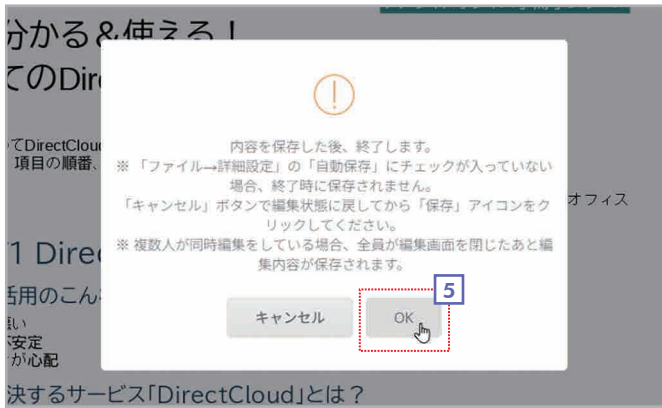 分かる＆使える！
てのDire
ってDirectCloud
項目の順番、
内容を保存した後、終了します。
※「ファイル→詳細設定」の「自動保存」にチェックが入っていない
場合、終了時に保存されません。
「キャンセル」ボタンで編集状態に戻してから「保存」アイコンをク
リックしてください。
※ 複数人が同時編集をしている場合、全員が編集画面を閉じたあと編
集内容が保存されます。
オフィス
1 Direc
活用のこん
5
キャンセル
OK
悪い
不安定
が心配
決するサービス「DirectCloud」とは？